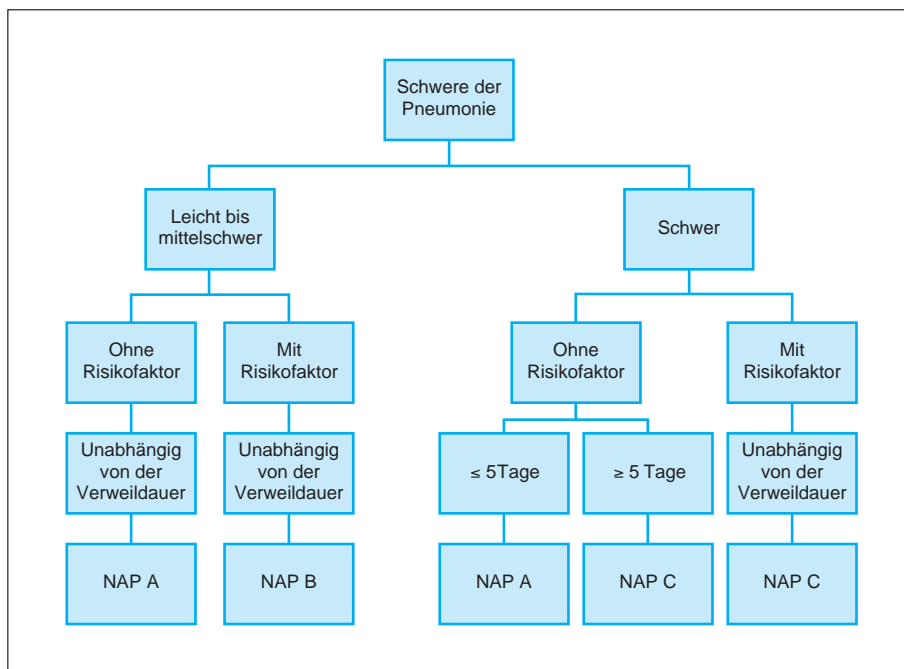 Schwere der
Pneumonie
Leicht bis
mittelschwer
Schwer
Ohne
Risikofaktor
Mit
Risikofaktor
Ohne
Risikofaktor
Mit
Risikofaktor
Unabhängig
von der
Verweildauer
Unabhängig
von der
Verweildauer
≤ 5Tage
≥ 5 Tage
Unabhängig
von der
Verweildauer
NAP A
NAP B
NAP A
NAP C
NAP C